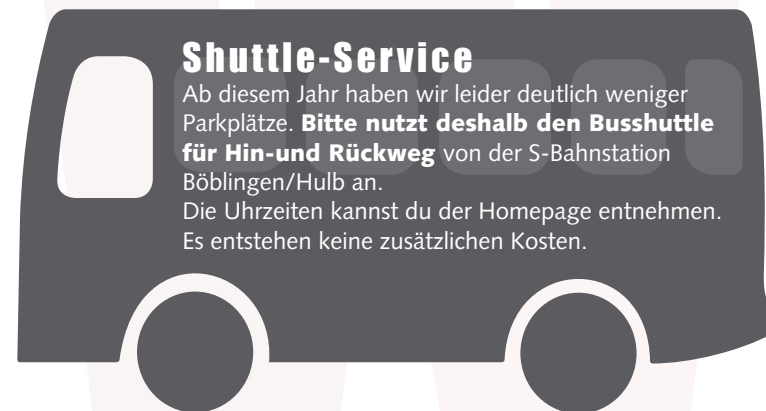 Shuttle-Service
Ab diesem Jahr haben wir leider deutlich weniger
Parkplätze. Bitte nutzt deshalb den Busshuttle
für Hin-und Rückweg von der S-Bahnstation
Böblingen/Hulb an.
Die Uhrzeiten kannst du der Homepage entnehmen.
Es entstehen keine zusätzlichen Kosten.